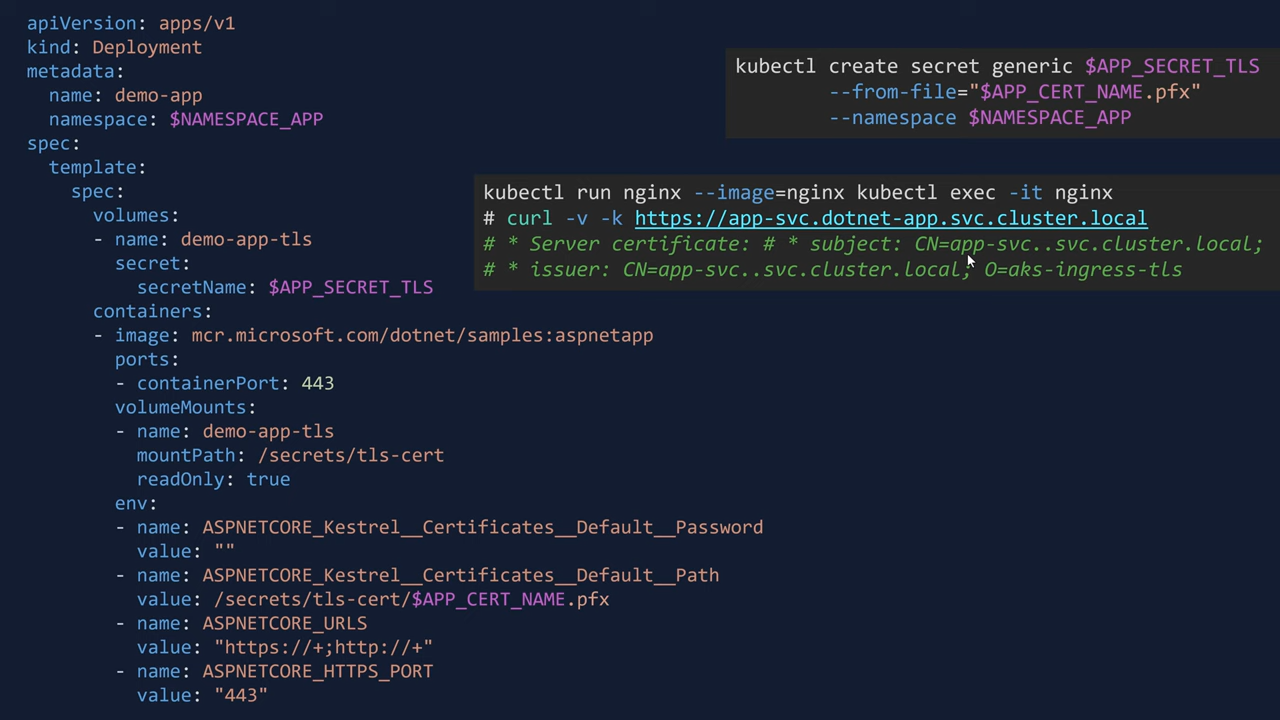 apiVersion: apps/v1
kind: Deployment
metadata:
  name: demo-app
  namespace: $NAMESPACE_APP
spec:
  template:
    spec:
      volumes:
      - name: demo-app-tls
        secret:
          secretName: $APP_SECRET_TLS
      containers:
      - image: mcr.microsoft.com/dotnet/samples:aspnetapp
        ports:
        - containerPort: 443
        volumeMounts:
        - name: demo-app-tls
          mountPath: /secrets/tls-cert
          readOnly: true
        env:
        - name: ASPNETCORE_Kestrel__Certificates__Default__Password
          value: ""
        - name: ASPNETCORE_Kestrel__Certificates__Default__Path
          value: /secrets/tls-cert/$APP_CERT_NAME.pfx
        - name: ASPNETCORE_URLS
          value: "https://+;http://+"
        - name: ASPNETCORE_HTTPS_PORT
          value: "443"
kubectl create secret generic $APP_SECRET_TLS
        --from-file="$APP_CERT_NAME.pfx"
        --namespace $NAMESPACE_APP
kubectl run nginx --image=nginx kubectl exec -it nginx
# curl -v -k https://app-svc.dotnet-app.svc.cluster.local
# * Server certificate: # * subject: CN=app-svc..svc.cluster.local;
# * issuer: CN=app-svc..svc.cluster.local; O=aks-ingress-tls